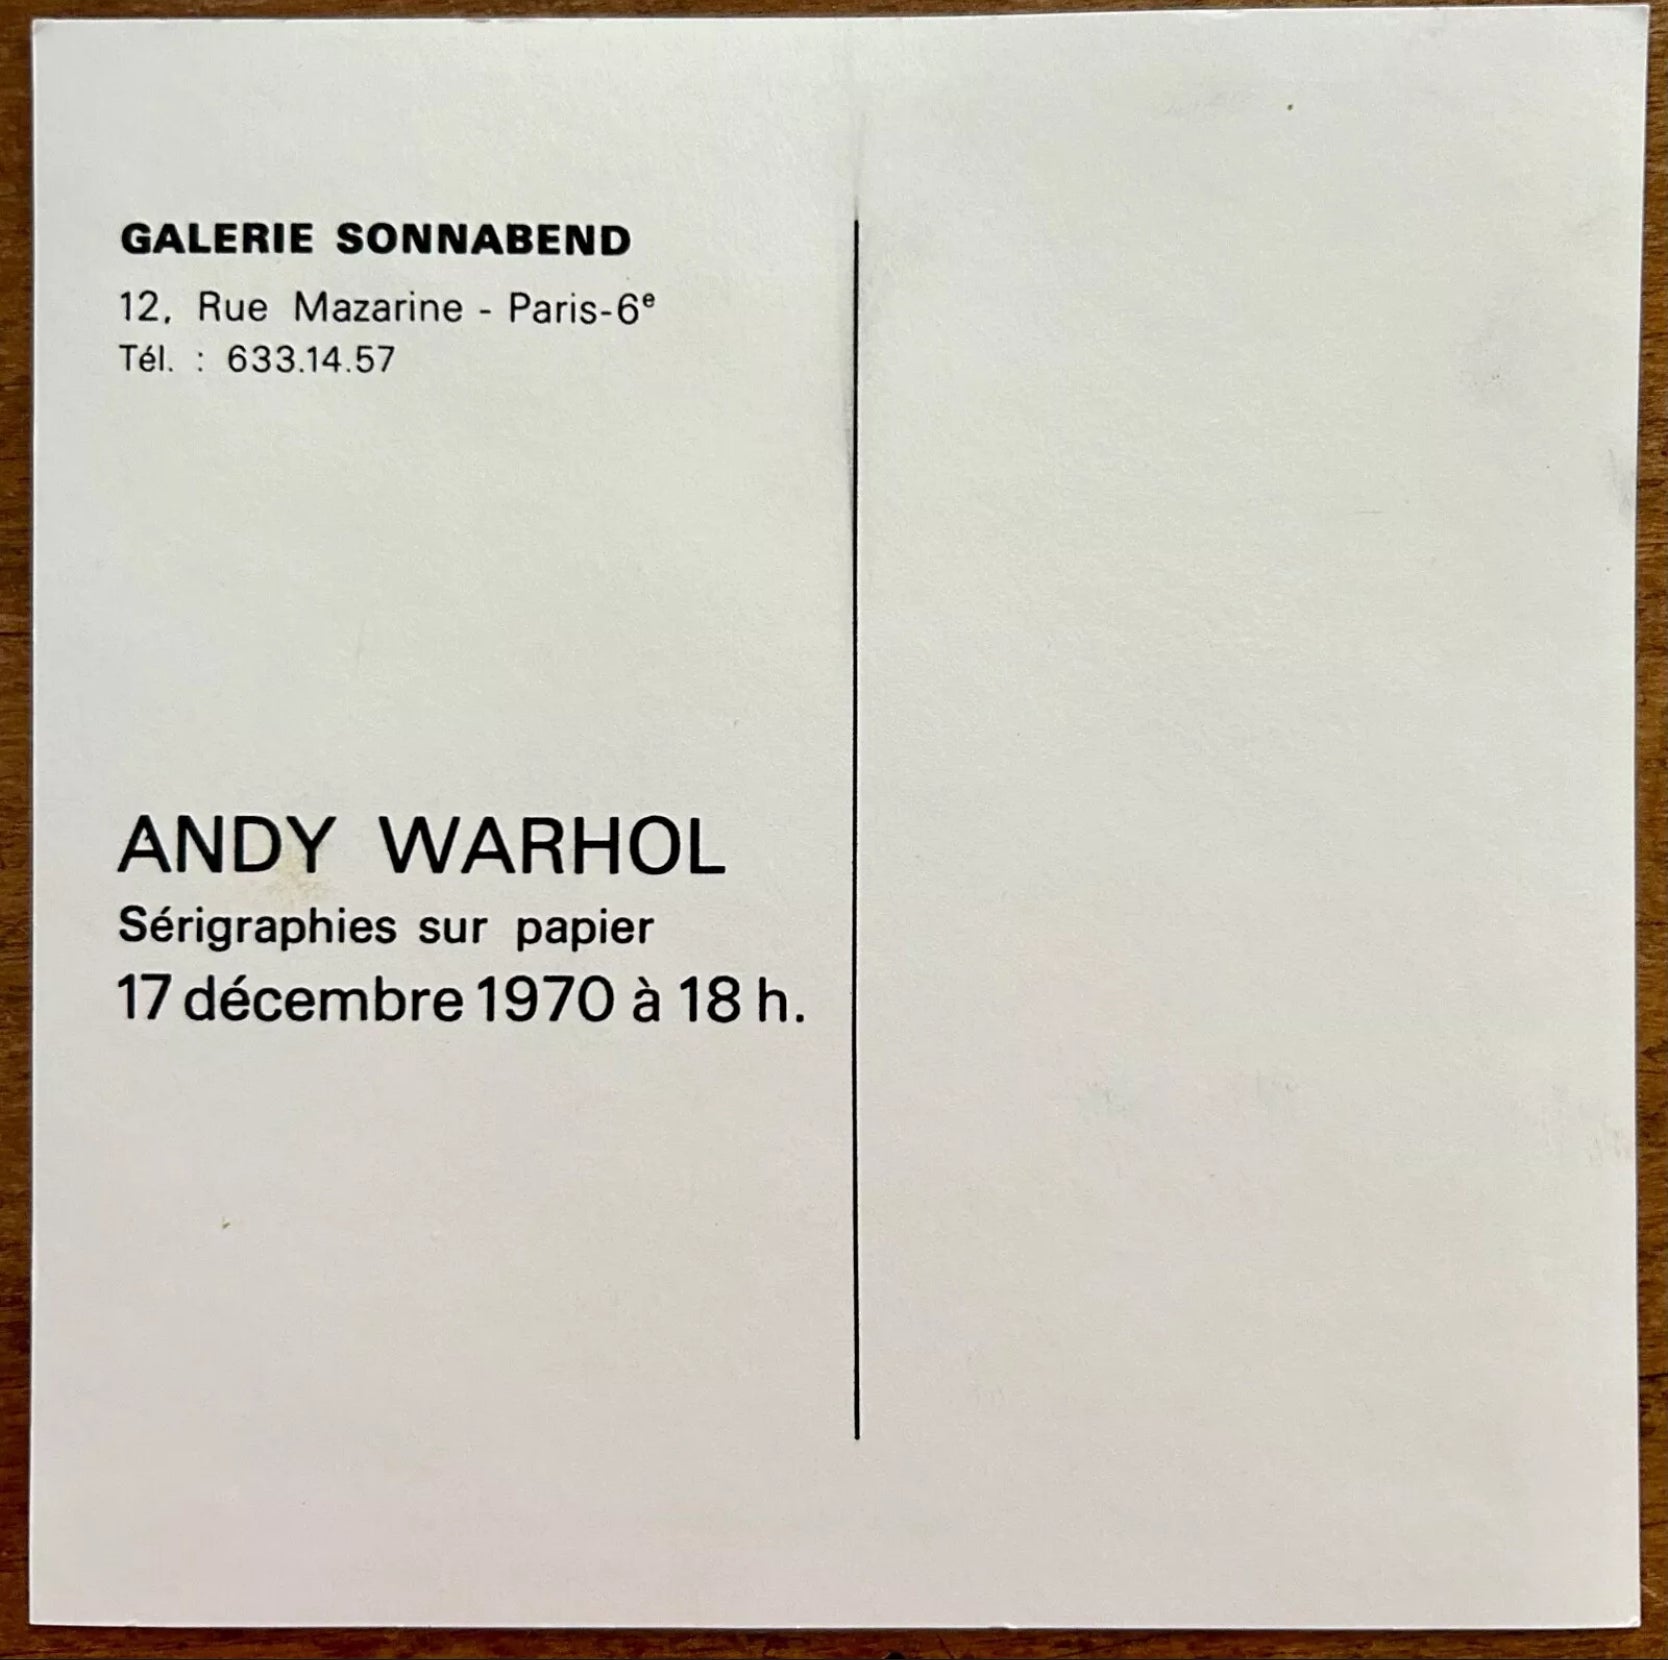 GALERIE SONNABEND
12, Rue Mazarine - Paris-6ᵉ
Tél. : 633.14.57
ANDY WARHOL
Sérigraphies sur papier
17 décembre 1970 à 18 h.